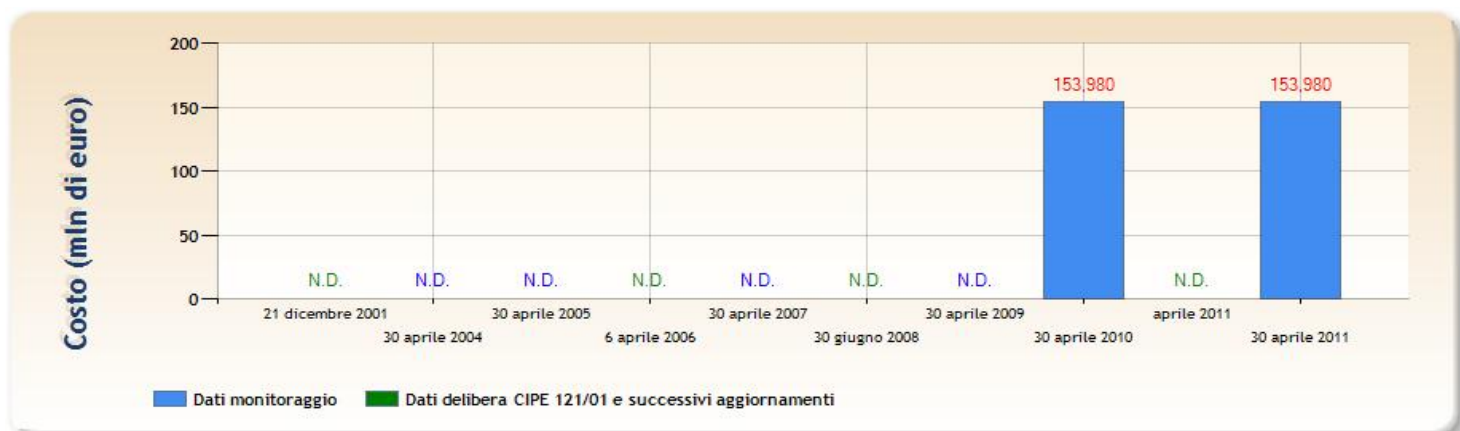 Costo (mln di euro)
200
150
100
50
0
153,980
153,980
N.D.
N.D.
N.D.
N.D.
N.D.
N.D.
N.D.
N.D.
21 dicembre 2001
30 aprile 2004
30 aprile 2005
6 aprile 2006
30 aprile 2007
30 giugno 2008
30 aprile 2009
30 aprile 2010
aprile 2011
30 aprile 2011
Dati monitoraggio
Dati delibera CIPE 121/01 e successivi aggiornamenti